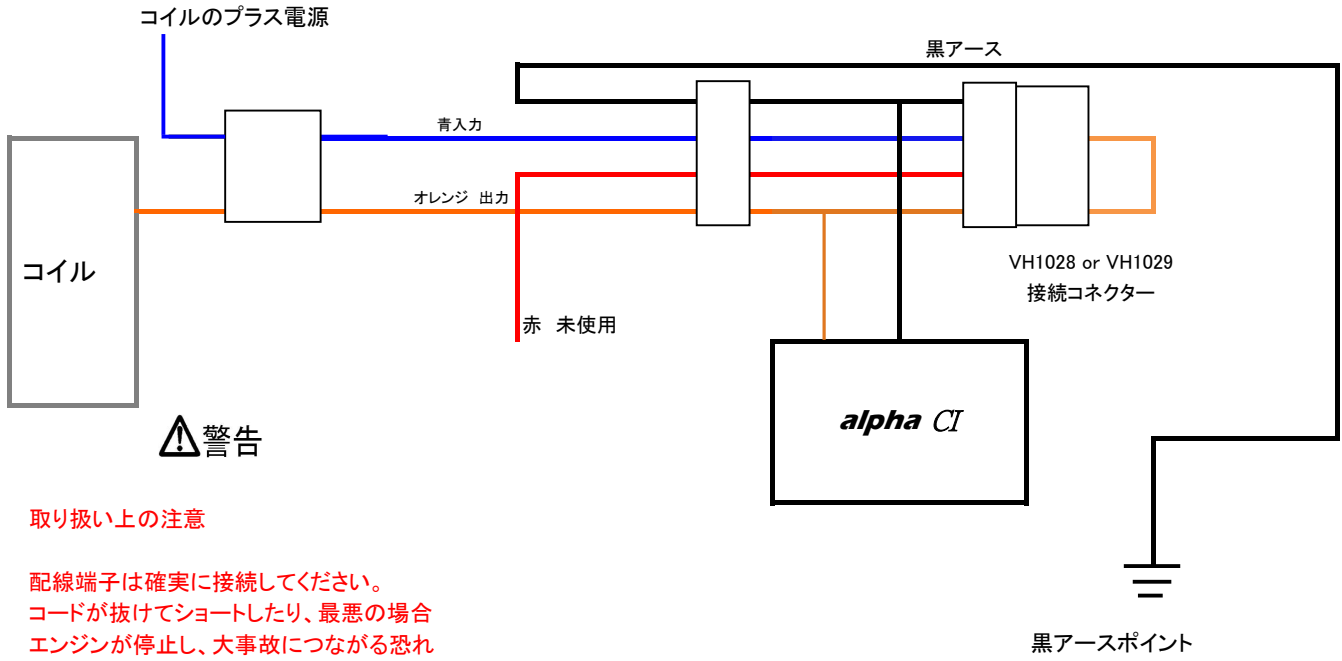 コイルのプラス電源
黒アース
青入力
オレンジ 出力
コイル
VH1028 or VH1029
接続コネクター
赤 未使用
alpha CI
警告
取り扱い上の注意
配線端子は確実に接続してください。
コードが抜けてショートしたり、最悪の場合
エンジンが停止し、大事故につながる恐れ
黒アースポイント